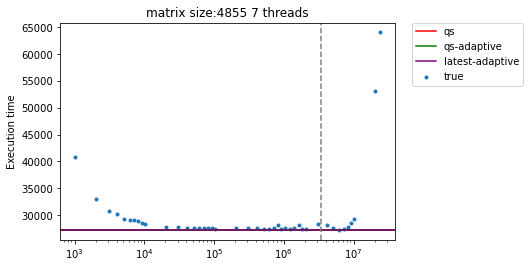 matrix size:4855 7 threads
Execution time
65000
60000
55000
50000
45000
40000
35000
30000
10³
10⁴
10⁵
10⁶
10⁷
qs
qs-adaptive
latest-adaptive
true